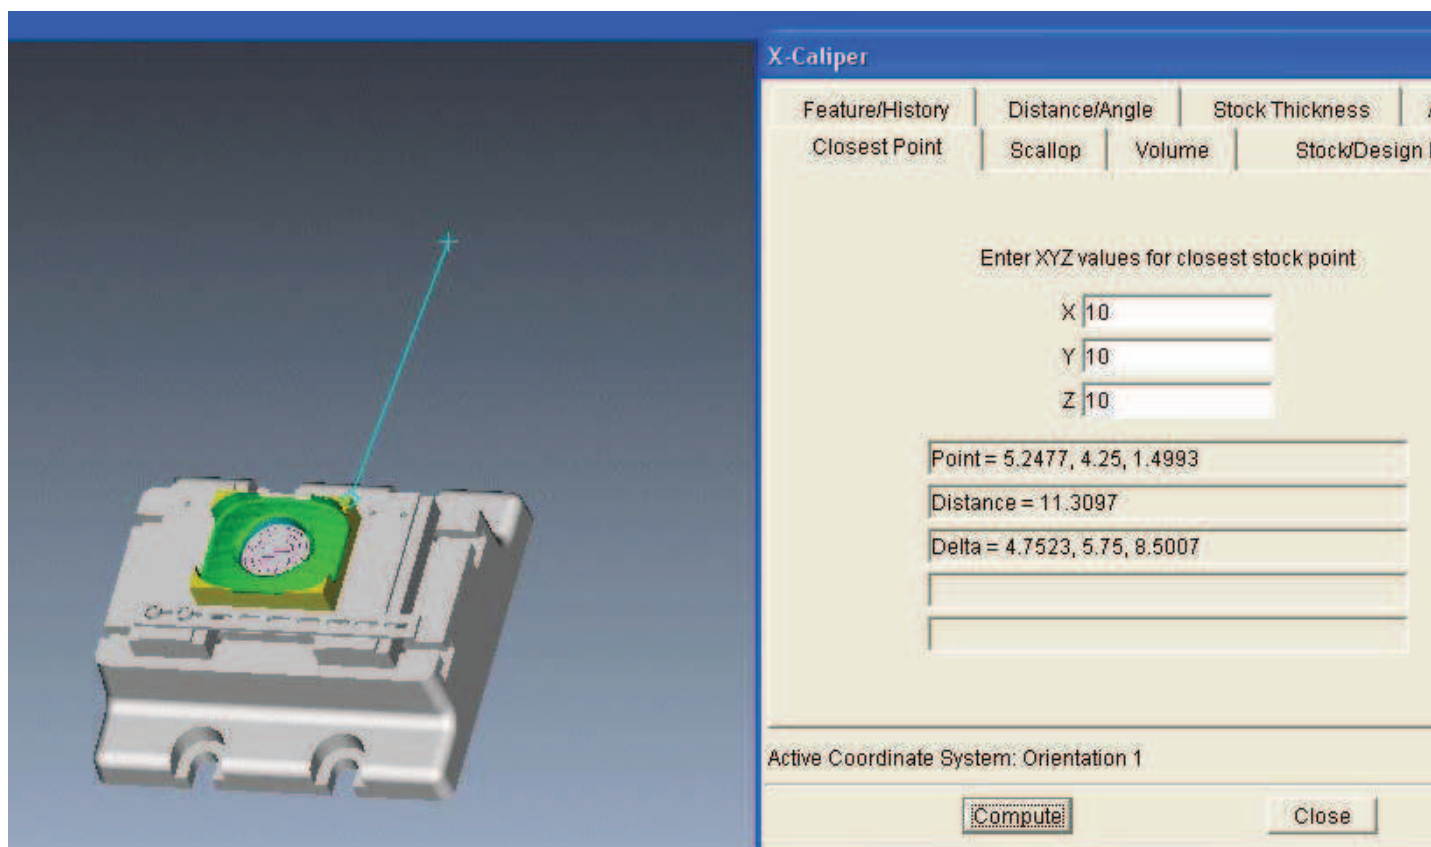 X-Caliper
Feature/History Distance/Angle Stock Thickness
Closest Point Scallop Volume Stock/Design
Enter XYZ values for closest stock point
X 10
Y 10
Z 10
Point = 5.2477, 4.25, 1.4993
Distance = 11.3097
Delta = 4.7523, 5.75, 8.5007
Active Coordinate System: Orientation 1
Compute Close